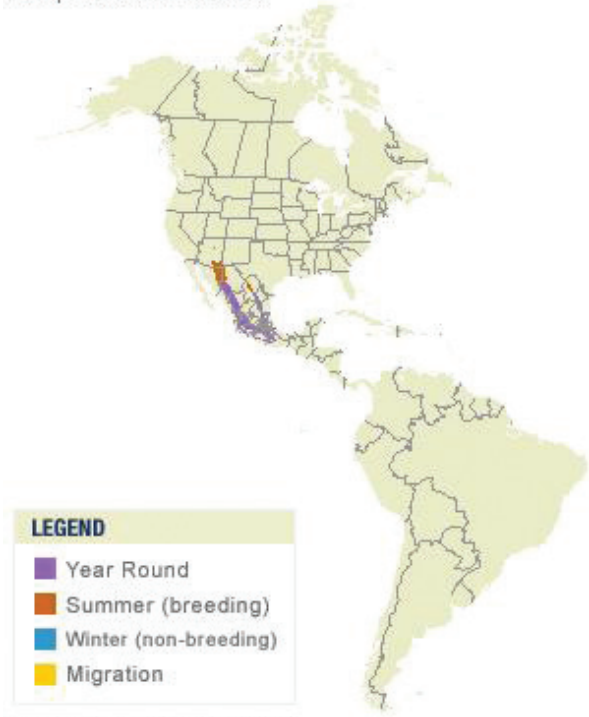 LEGEND
Year Round
Summer (breeding)
Winter (non-breeding)
Migration